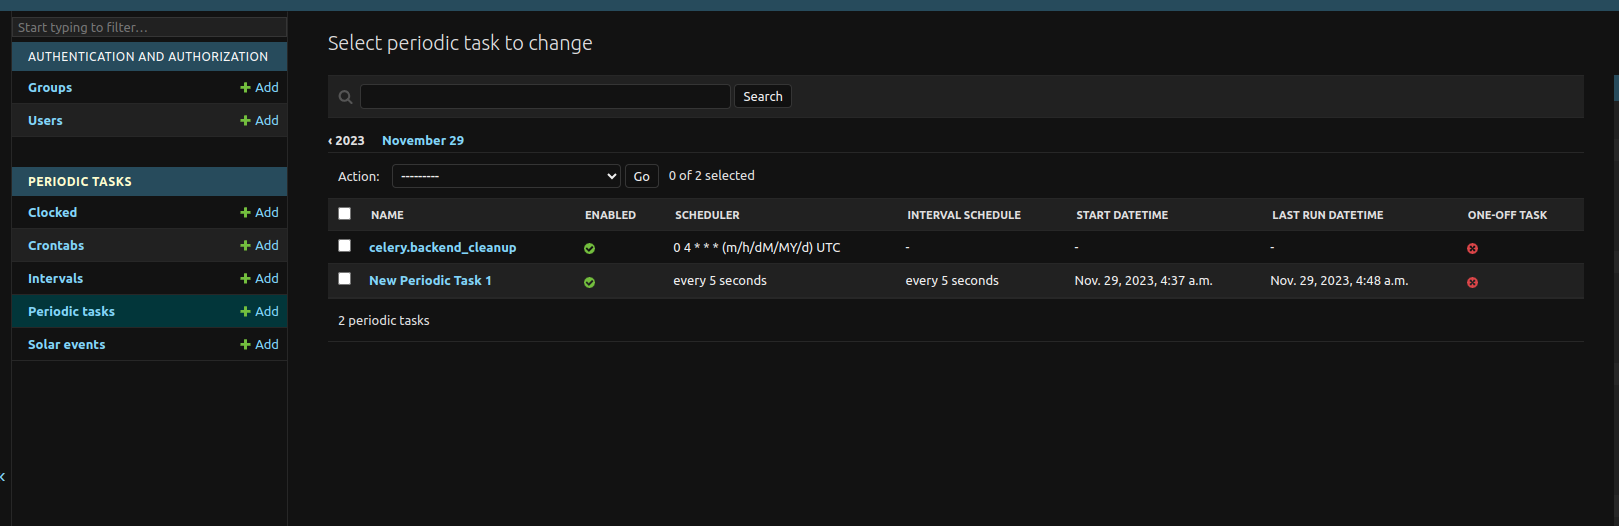 Start typing to filter...
AUTHENTICATION AND AUTHORIZATION
Groups + Add
Users + Add
PERIODIC TASKS
Clocked + Add
Crontabs + Add
Intervals + Add
Periodic tasks + Add
Solar events + Add
Select periodic task to change
Search
‹ 2023 November 29
Action: --------- Go 0 of 2 selected
NAME ENABLED SCHEDULER INTERVAL SCHEDULE START DATETIME LAST RUN DATETIME ONE-OFF TASK
celery.backend_cleanup 0 4 * * * (m/h/dM/MY/d) UTC - - -
New Periodic Task 1 every 5 seconds every 5 seconds Nov. 29, 2023, 4:37 a.m. Nov. 29, 2023, 4:48 a.m.
2 periodic tasks